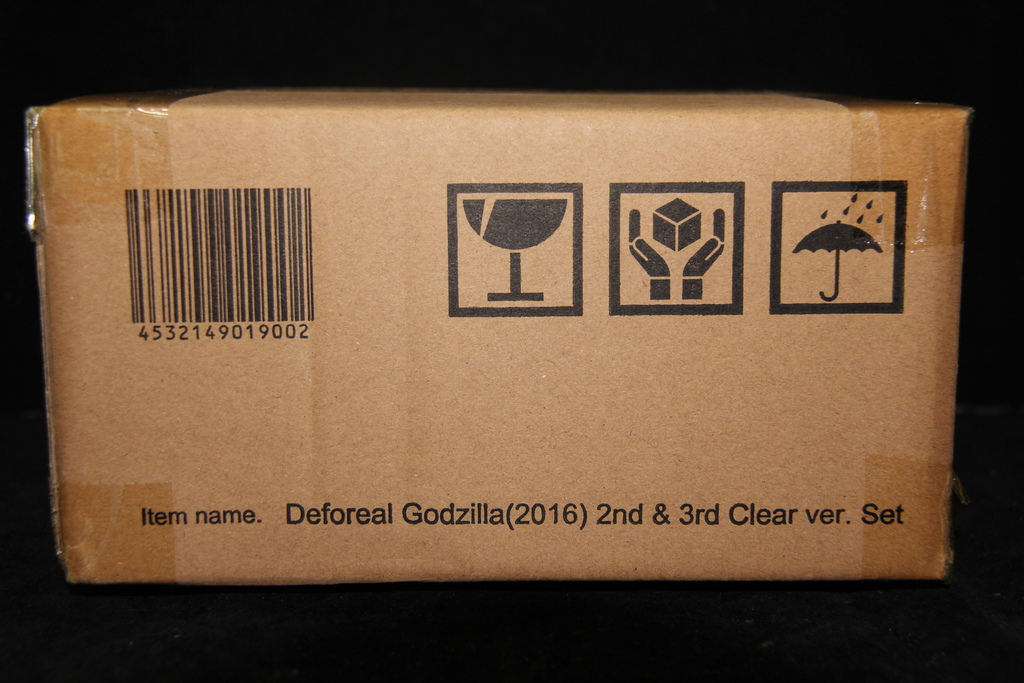 4532149019002
Item name. Deforeal Godzilla(2016) 2nd & 3rd Clear ver. Set